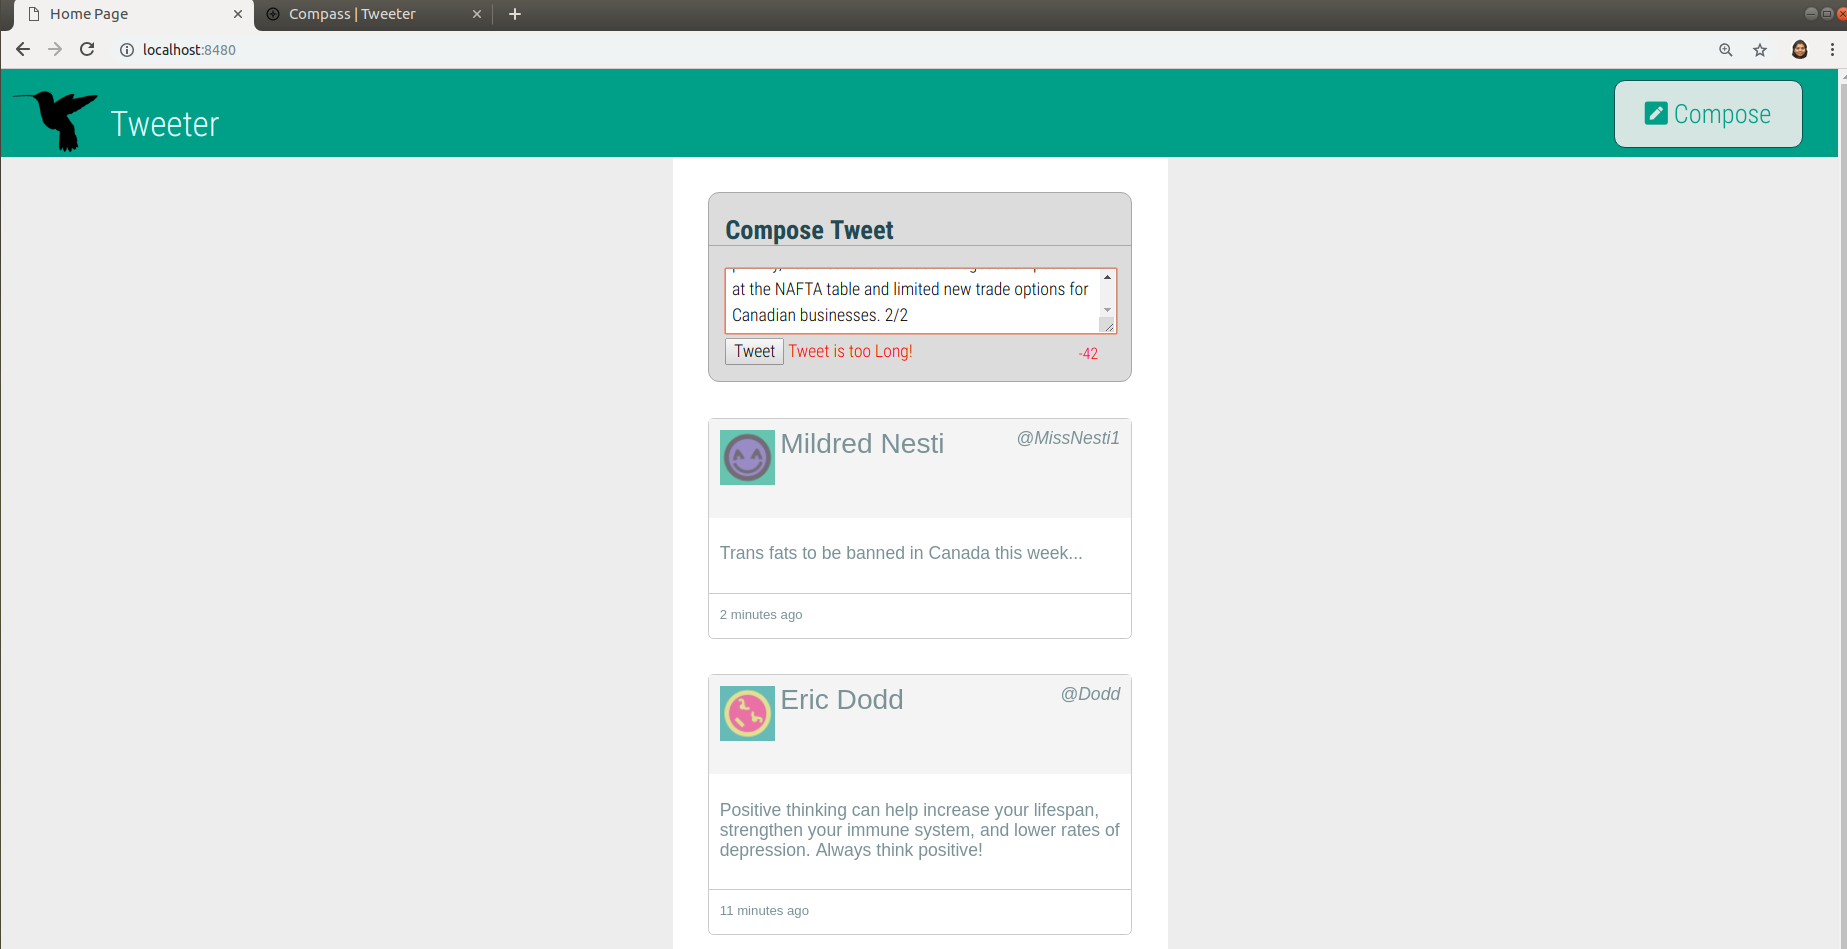 Home Page
Compass | Tweeter
localhost:8480
Tweeter
Compose
Compose Tweet
at the NAFTA table and limited new trade options for
Canadian businesses. 2/2
Tweet Tweet is too Long! -42
Mildred Nesti @MissNesti1
Trans fats to be banned in Canada this week...
2 minutes ago
Eric Dodd @Dodd
Positive thinking can help increase your lifespan,
strengthen your immune system, and lower rates of
depression. Always think positive!
11 minutes ago